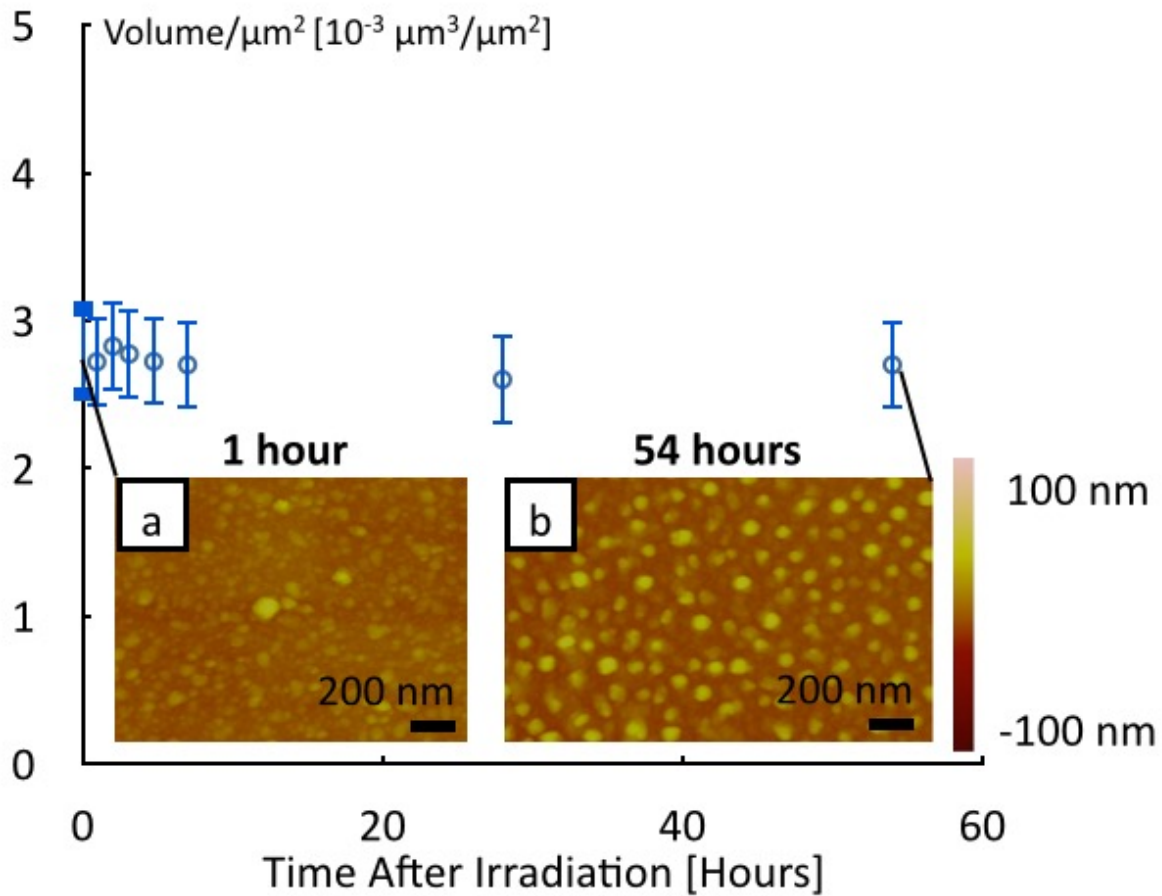 Volume/μm² [10⁻³ μm³/μm²]
5
4
3
2
1
0
1 hour
54 hours
a
b
200 nm
200 nm
100 nm
-100 nm
0
20
40
60
Time After Irradiation [Hours]